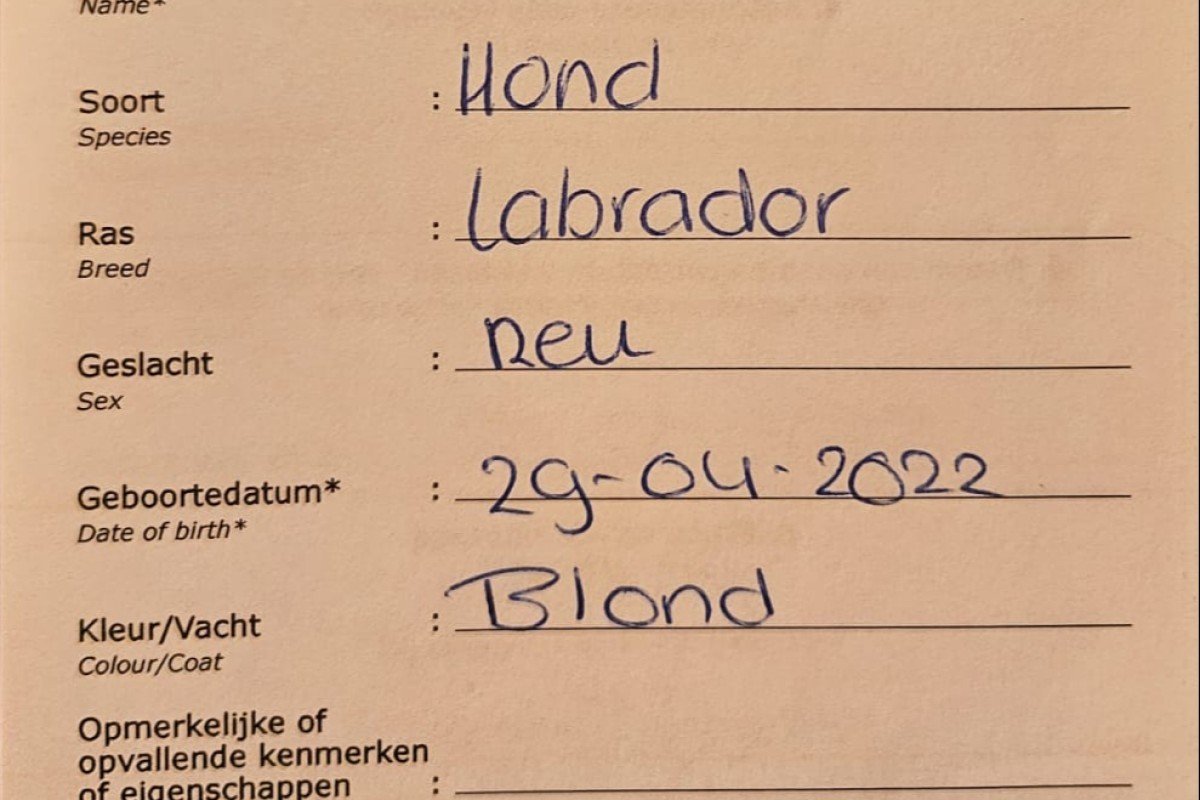 Name*
Soort : Hond
Species
Ras : Labrador
Breed
Geslacht : Reu
Sex
Geboortedatum* : 29-04-2022
Date of birth*
Kleur/Vacht : Blond
Colour/Coat
Opmerkelijke of
opvallende kenmerken
of eigenschappen :